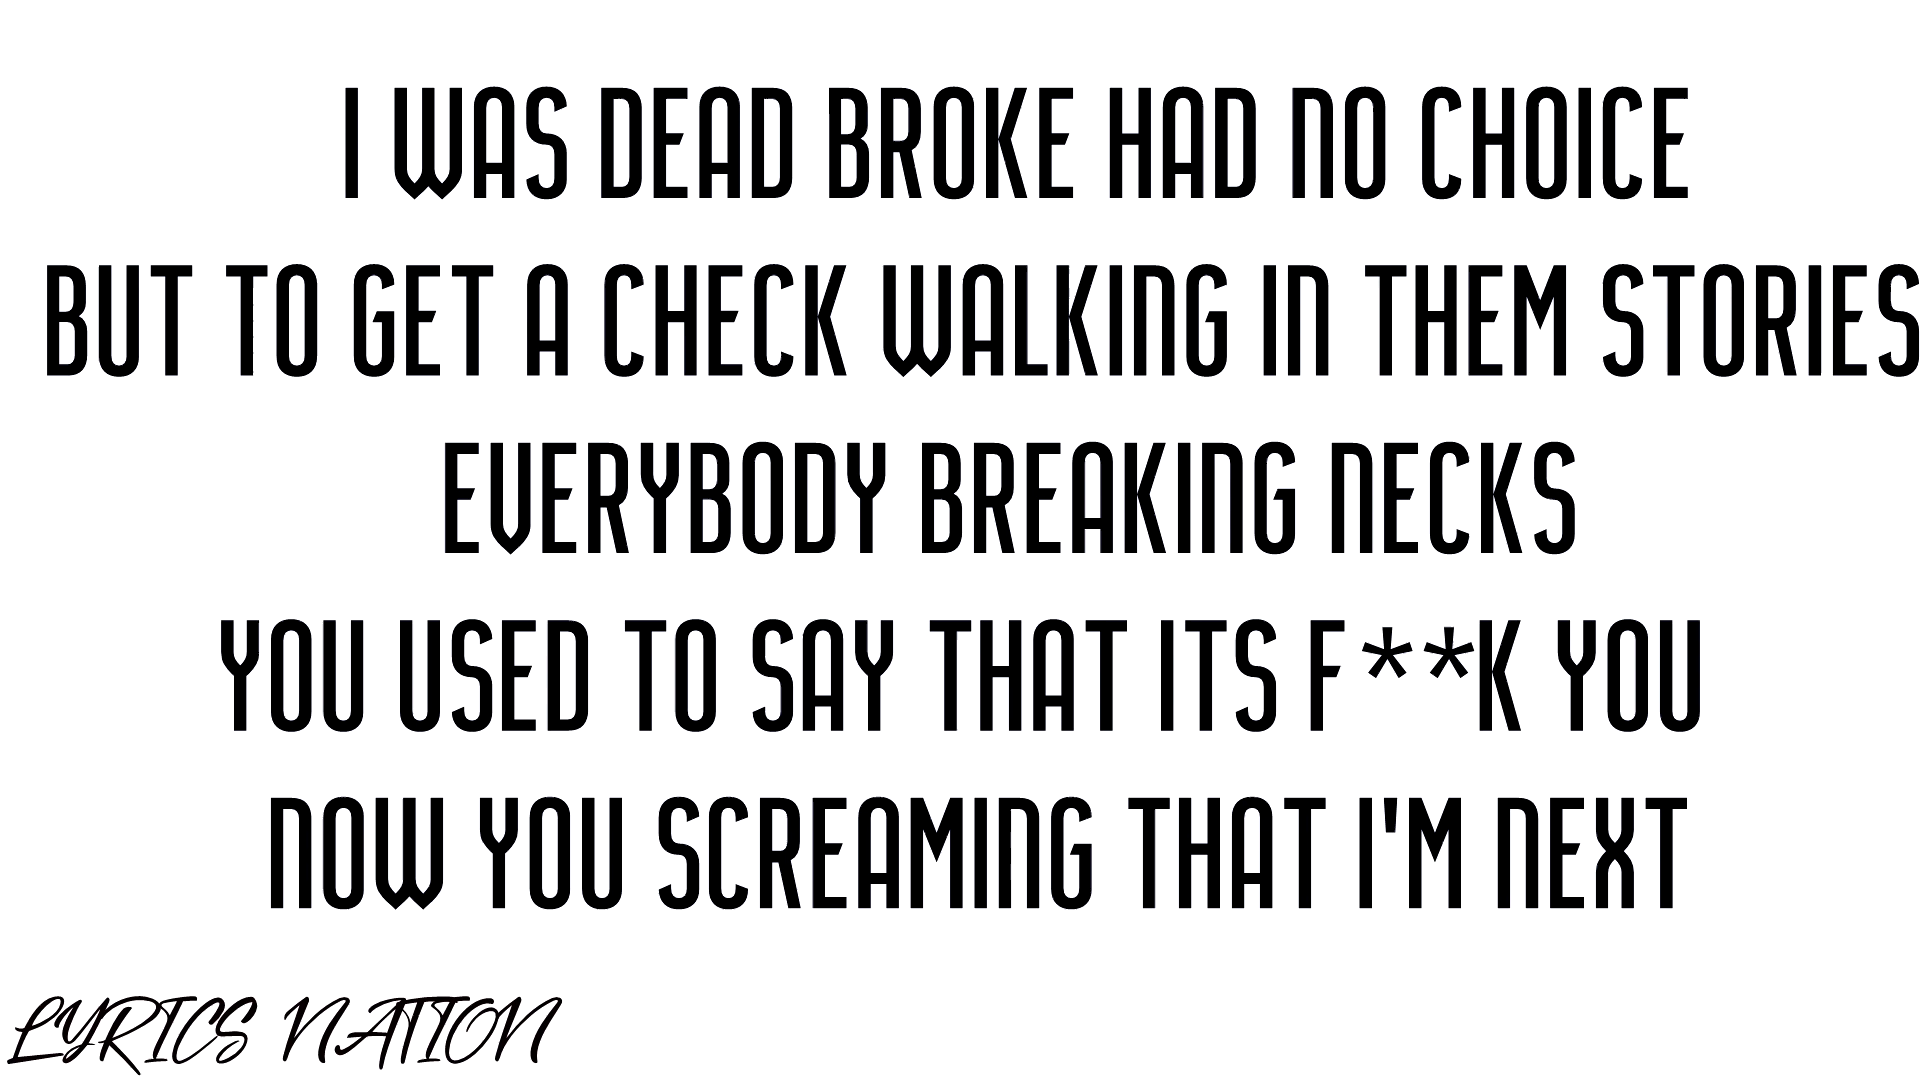 I WAS DEAD BROKE HAD NO CHOICE
BUT TO GET A CHECK WALKING IN THEM STORIES
EVERYBODY BREAKING NECKS
YOU USED TO SAY THAT ITS F**K YOU
NOW YOU SCREAMING THAT I'M NEXT
LYRICS NATION